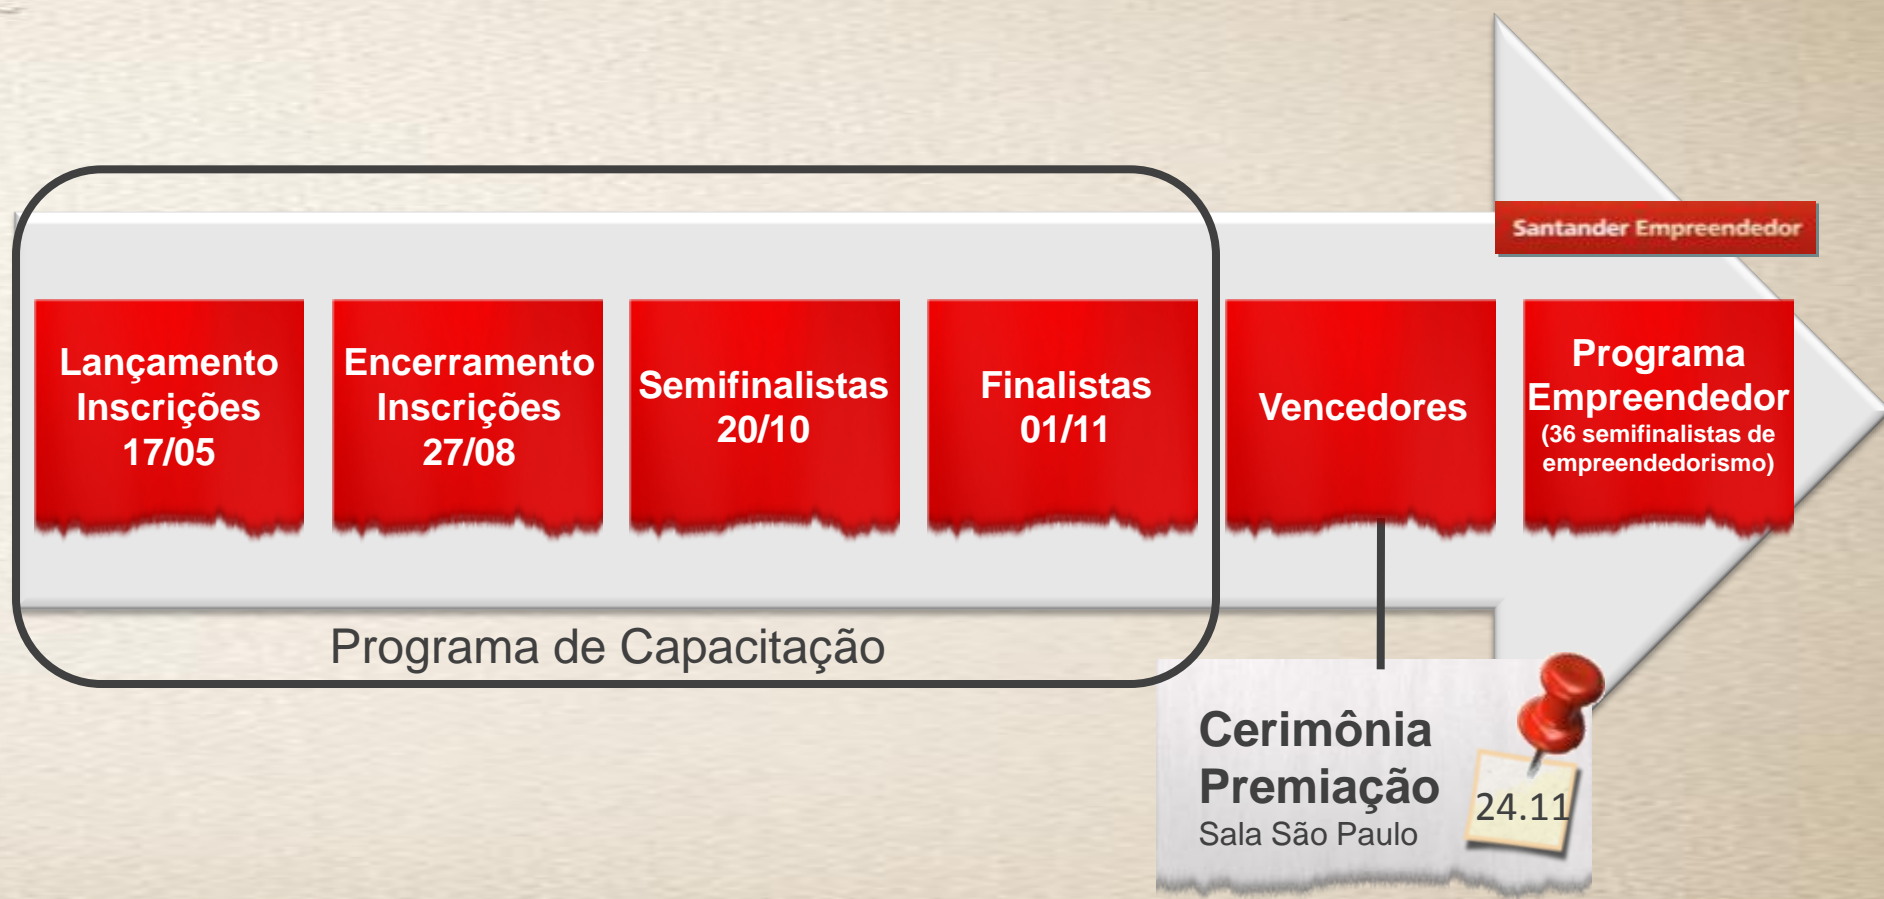 Santander Empreendedor
Lançamento
Inscrições
17/05
Encerramento
Inscrições
27/08
Semifinalistas
20/10
Finalistas
01/11
Vencedores
Programa
Empreendedor
(36 semifinalistas de
empreendedorismo)
Programa de Capacitação
Cerimônia
Premiação
Sala São Paulo
24.11